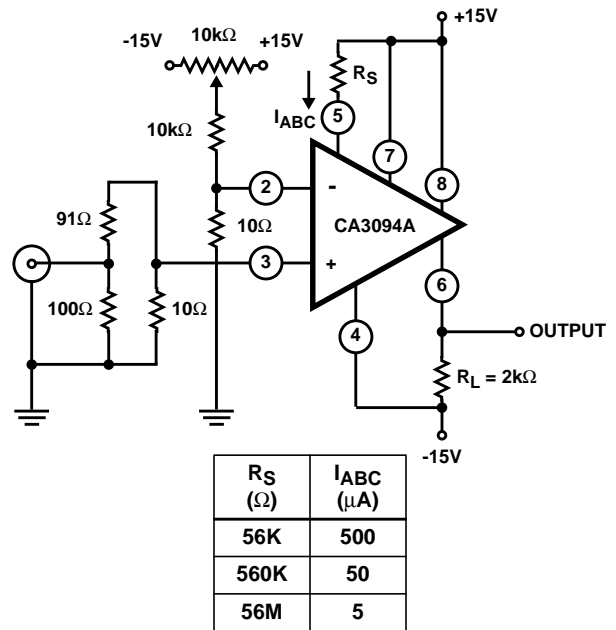 +15V
-15V 10kΩ +15V
RS
IABC
5
10kΩ
7
2
8
-
CA3094A
91Ω
10Ω
3
+
6
100Ω
10Ω
4
OUTPUT
RL = 2kΩ
-15V
RS (Ω) IABC (μA)
56K 500
560K 50
56M 5